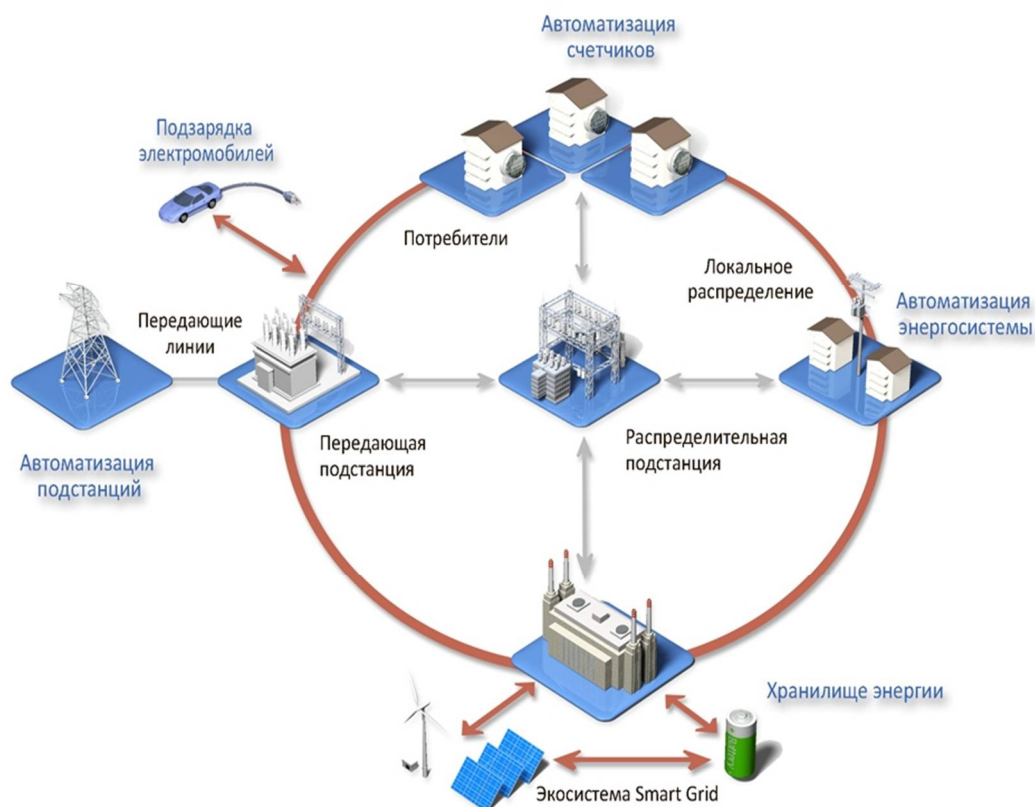 Автоматизация
счетчиков
Подзарядка
электромобилей
Потребители
Локальное
распределение
Автоматизация
энергосистемы
Передающие
линии
Передающая
подстанция
Распределительная
подстанция
Автоматизация
подстанций
Хранилище энергии
Battery
Экосистема Smart Grid